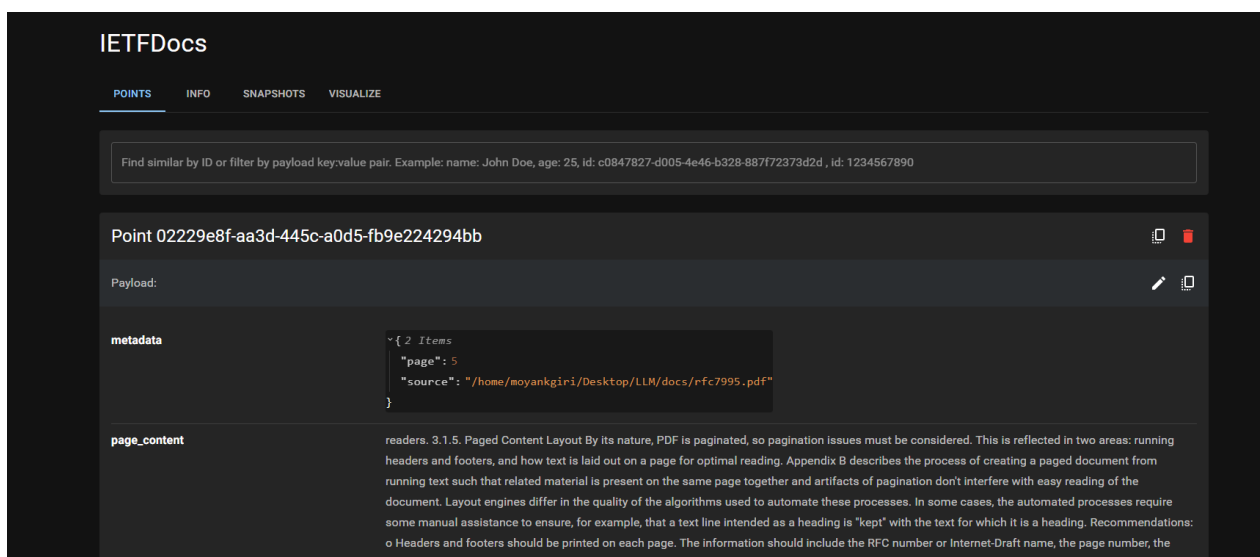 IETFDocs
POINTS INFO SNAPSHOTS VISUALIZE
Find similar by ID or filter by payload key:value pair. Example: name: John Doe, age: 25, id: c0847827-d005-4e46-b328-887f72373d2d , id: 1234567890
Point 02229e8f-aa3d-445c-a0d5-fb9e224294bb
Payload:
metadata
{ 2 Items
"page": 5
"source": "/home/moyankgiri/Desktop/LLM/docs/rfc7995.pdf"
}
page_content
readers. 3.1.5. Paged Content Layout By its nature, PDF is paginated, so pagination issues must be considered. This is reflected in two areas: running
headers and footers, and how text is laid out on a page for optimal reading. Appendix B describes the process of creating a paged document from
running text such that related material is present on the same page together and artifacts of pagination don't interfere with easy reading of the
document. Layout engines differ in the quality of the algorithms used to automate these processes. In some cases, the automated processes require
some manual assistance to ensure, for example, that a text line intended as a heading is "kept" with the text for which it is a heading. Recommendations:
o Headers and footers should be printed on each page. The information should include the RFC number or Internet-Draft name, the page number, the